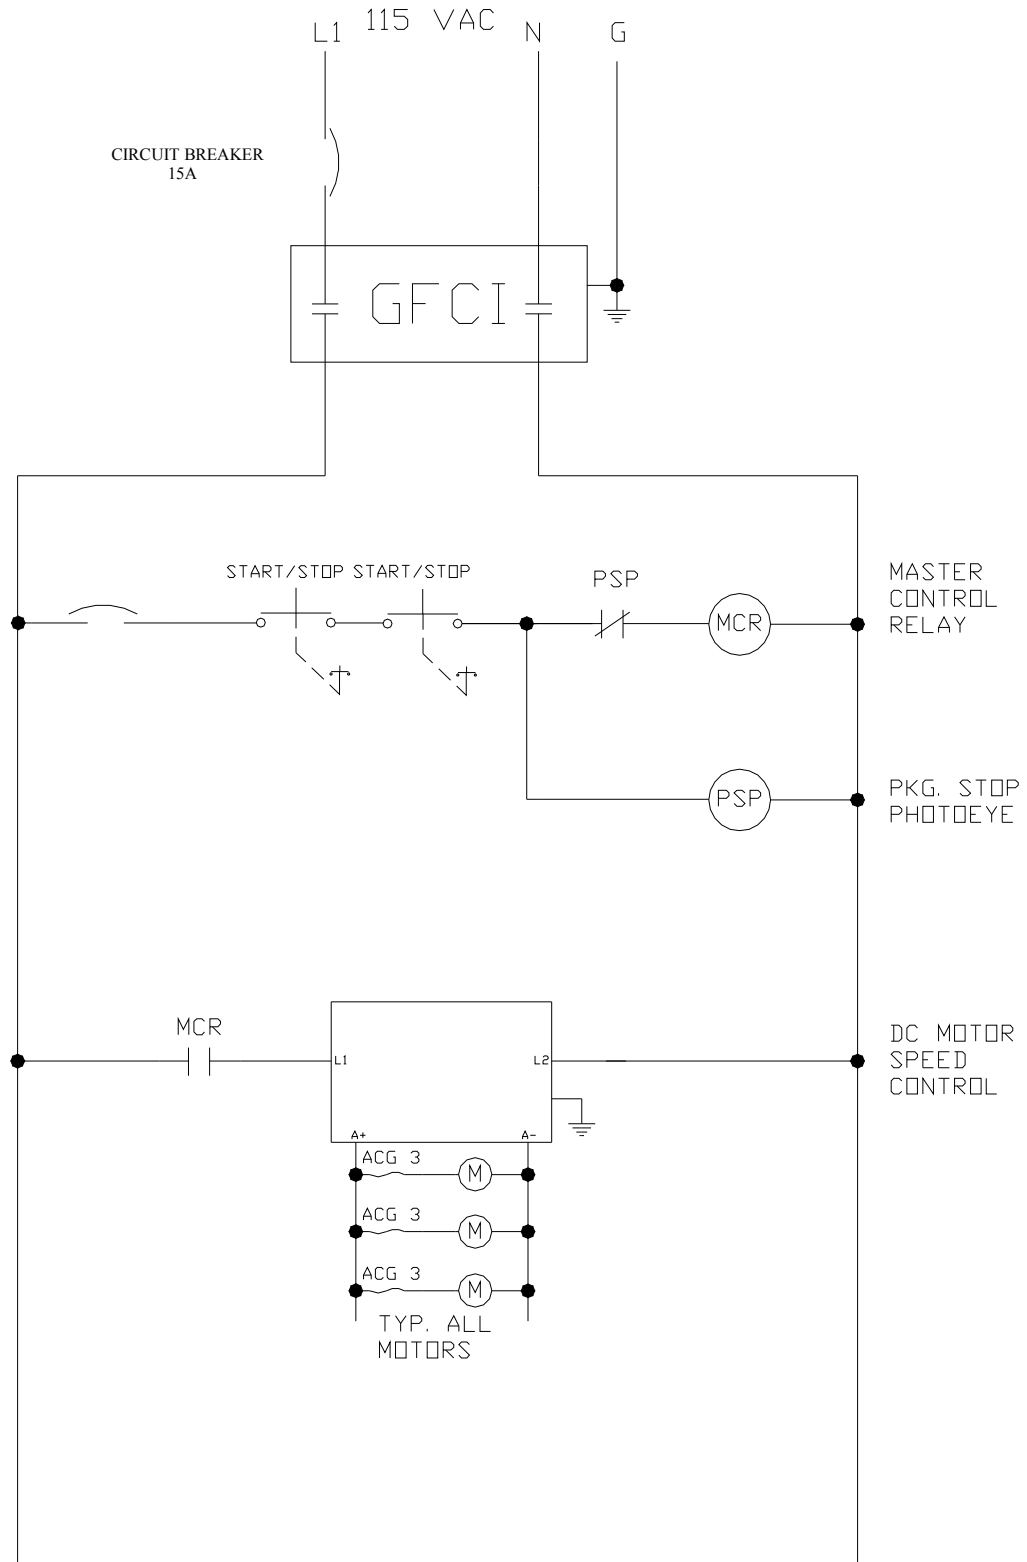 115 VAC
L1
N
G
CIRCUIT BREAKER
15A
GFCI
START/STOP
START/STOP
PSP
MCR
MASTER
CONTROL
RELAY
PSP
PKG. STOP
PHOTOEYE
MCR
L1
L2
A+
A-
DC MOTOR
SPEED
CONTROL
ACG 3
M
ACG 3
M
ACG 3
M
TYP. ALL
MOTORS